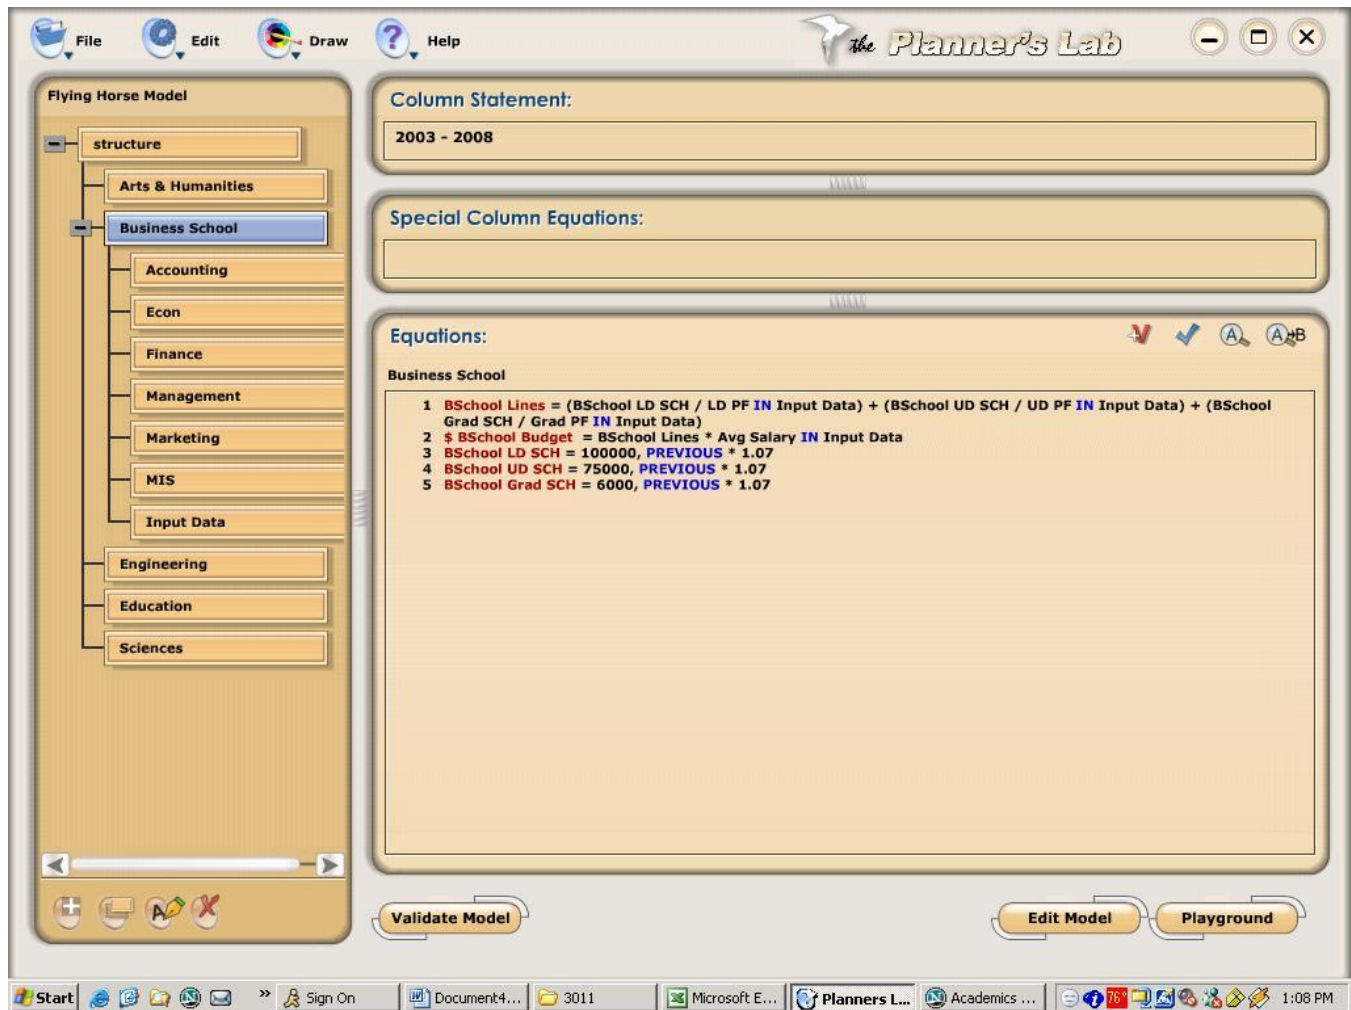 File Edit Draw Help the Planner's Lab
Flying Horse Model
structure
Arts & Humanities
Business School
Accounting
Econ
Finance
Management
Marketing
MIS
Input Data
Engineering
Education
Sciences
Column Statement:
2003 - 2008
Special Column Equations:
Equations:
A A B
Business School
1 BSchool Lines = (BSchool LD SCH / LD PF IN Input Data) + (BSchool UD SCH / UD PF IN Input Data) + (BSchool
Grad SCH / Grad PF IN Input Data)
2 $ BSchool Budget = BSchool Lines * Avg Salary IN Input Data
3 BSchool LD SCH = 100000, PREVIOUS * 1.07
4 BSchool UD SCH = 75000, PREVIOUS * 1.07
5 BSchool Grad SCH = 6000, PREVIOUS * 1.07
A
Validate Model Edit Model Playground
Start » Sign On Document4... 3011 Microsoft E... Planners L... Academics ... 76° 1:08 PM